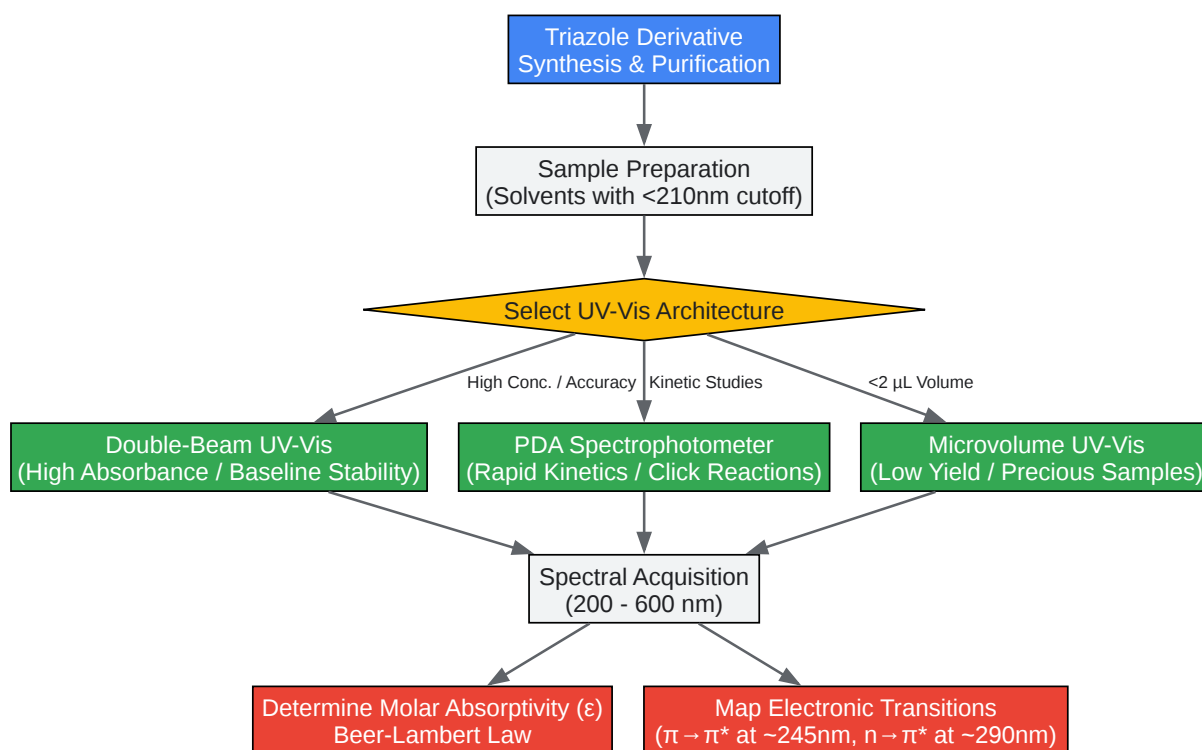 Triazole Derivative
Synthesis & Purification
Sample Preparation
(Solvents with <210nm cutoff)
Select UV-Vis Architecture
High Conc. / Accuracy
Kinetic Studies
<2 µL Volume
Double-Beam UV-Vis
(High Absorbance / Baseline Stability)
PDA Spectrophotometer
(Rapid Kinetics / Click Reactions)
Microvolume UV-Vis
(Low Yield / Precious Samples)
Spectral Acquisition
(200 - 600 nm)
Determine Molar Absorptivity (ε)
Beer-Lambert Law
Map Electronic Transitions
(π→π* at ~245nm, n→π* at ~290nm)